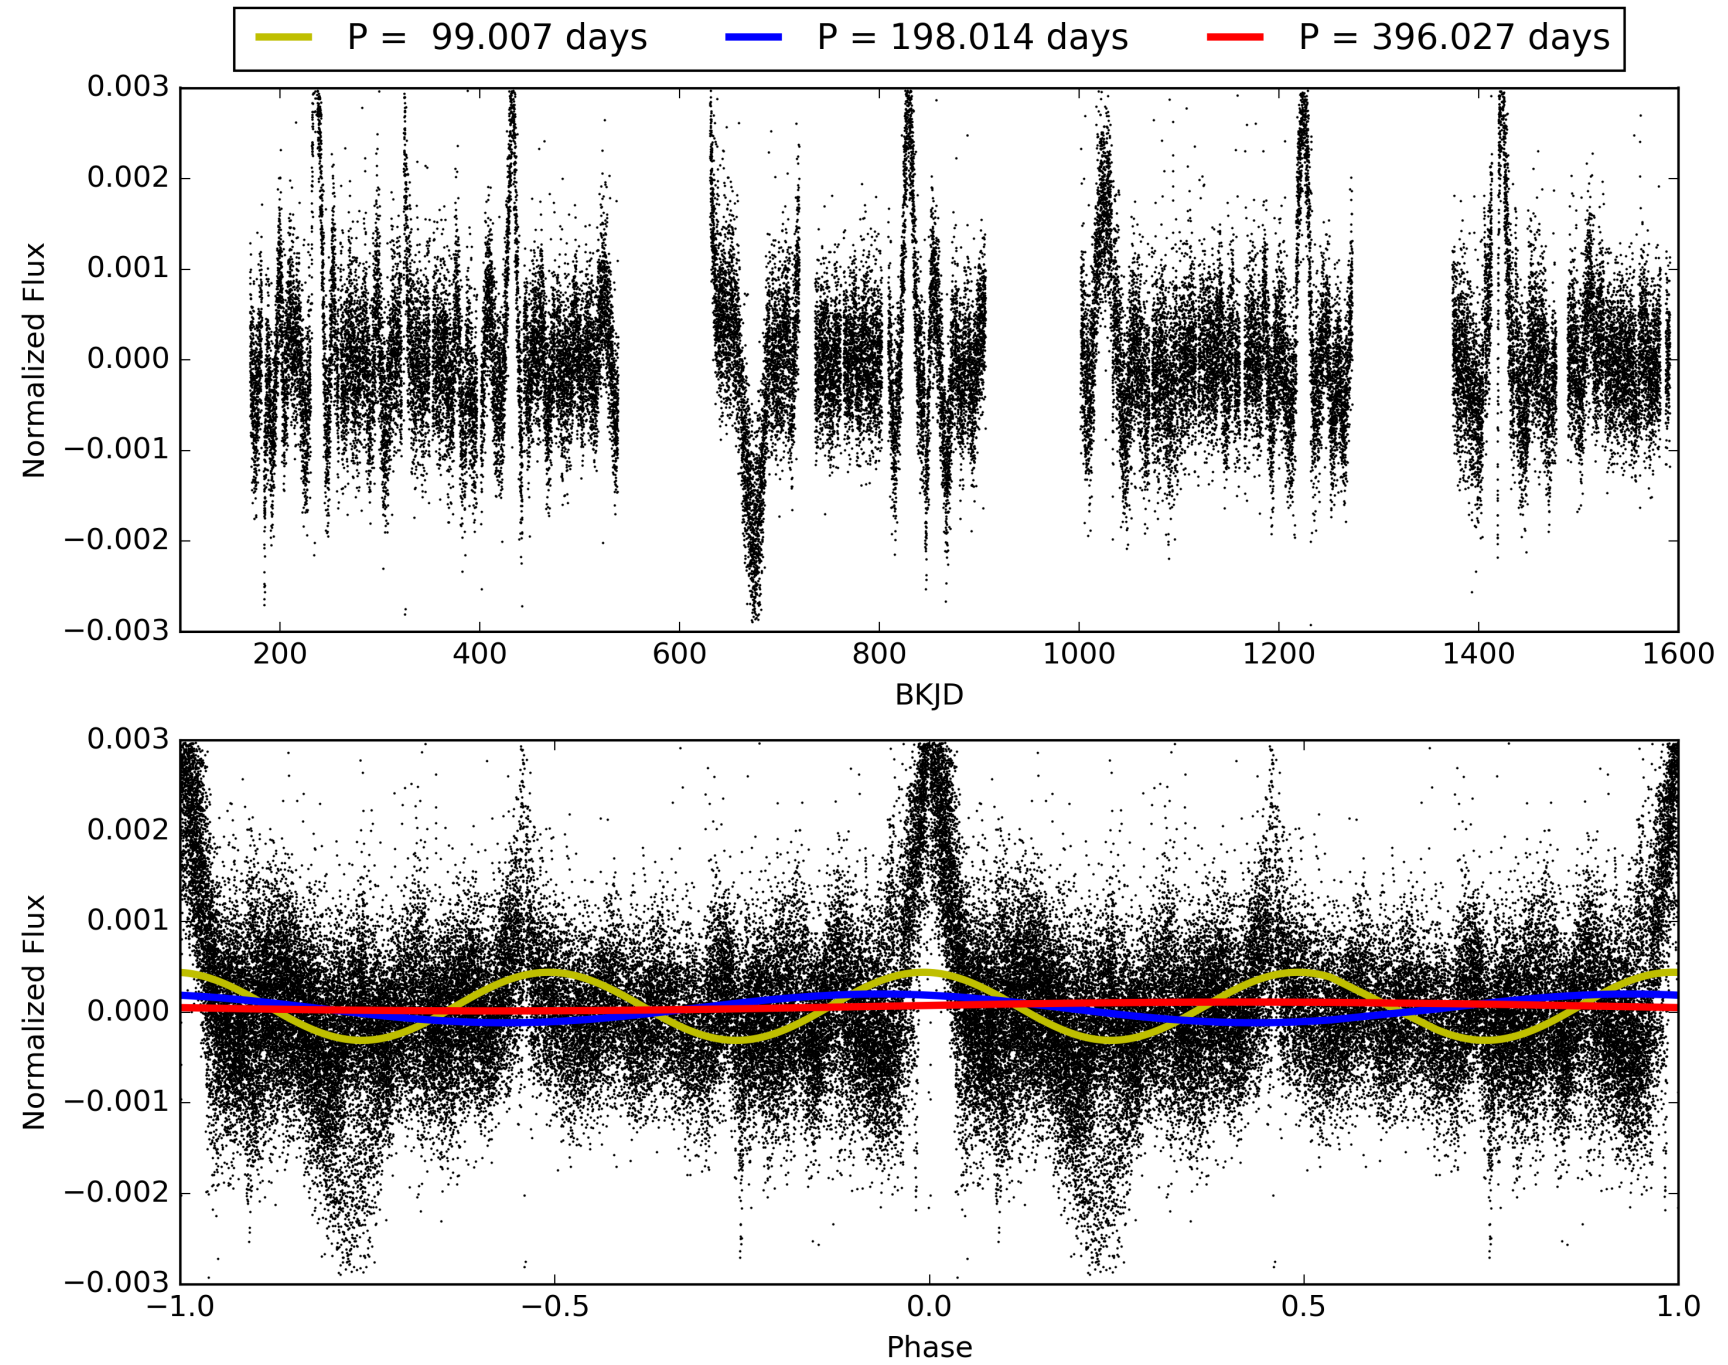 P =  99.007 days P = 198.014 days P = 396.027 days
0.003
0.002
0.001
0.000
−0.001
−0.002
−0.003
Normalized Flux
200 400 600 800 1000 1200 1400 1600
BKJD
0.003
0.002
0.001
0.000
−0.001
−0.002
−0.003
Normalized Flux
−1.0 −0.5 0.0 0.5 1.0
Phase